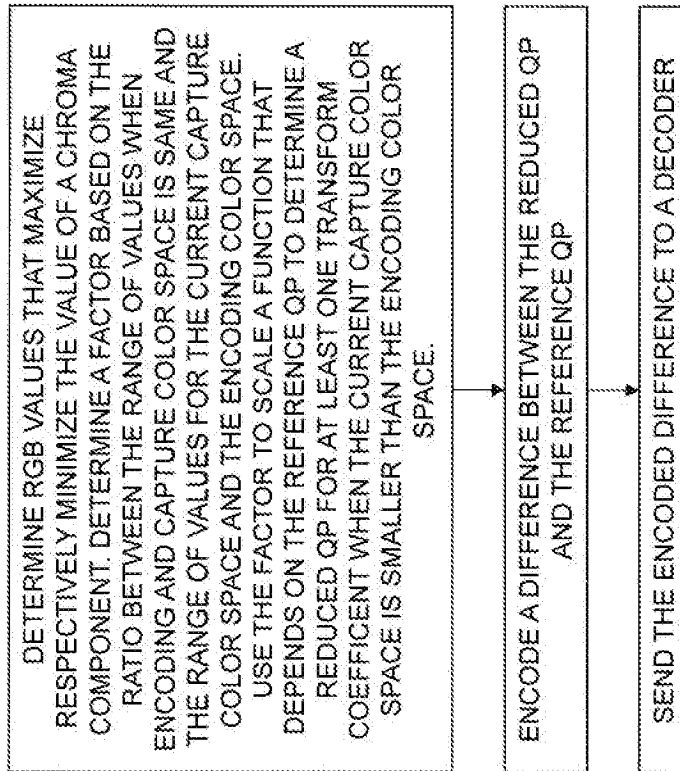 DETERMINE RGB VALUES THAT MAXIMIZE
RESPECTIVELY MINIMIZE THE VALUE OF A CHROMA
COMPONENT. DETERMINE A FACTOR BASED ON THE
RATIO BETWEEN THE RANGE OF VALUES WHEN
ENCODING AND CAPTURE COLOR SPACE IS SAME AND
THE RANGE OF VALUES FOR THE CURRENT CAPTURE
COLOR SPACE AND THE ENCODING COLOR SPACE.
USE THE FACTOR TO SCALE A FUNCTION THAT
DEPENDS ON THE REFERENCE QP TO DETERMINE A
REDUCED QP FOR AT LEAST ONE TRANSFORM
COEFFICENT WHEN THE CURRENT CAPTURE COLOR
SPACE IS SMALLER THAN THE ENCODING COLOR
SPACE.
ENCODE A DIFFERENCE BETWEEN THE REDUCED QP
AND THE REFERENCE QP
SEND THE ENCODED DIFFERENCE TO A DECODER